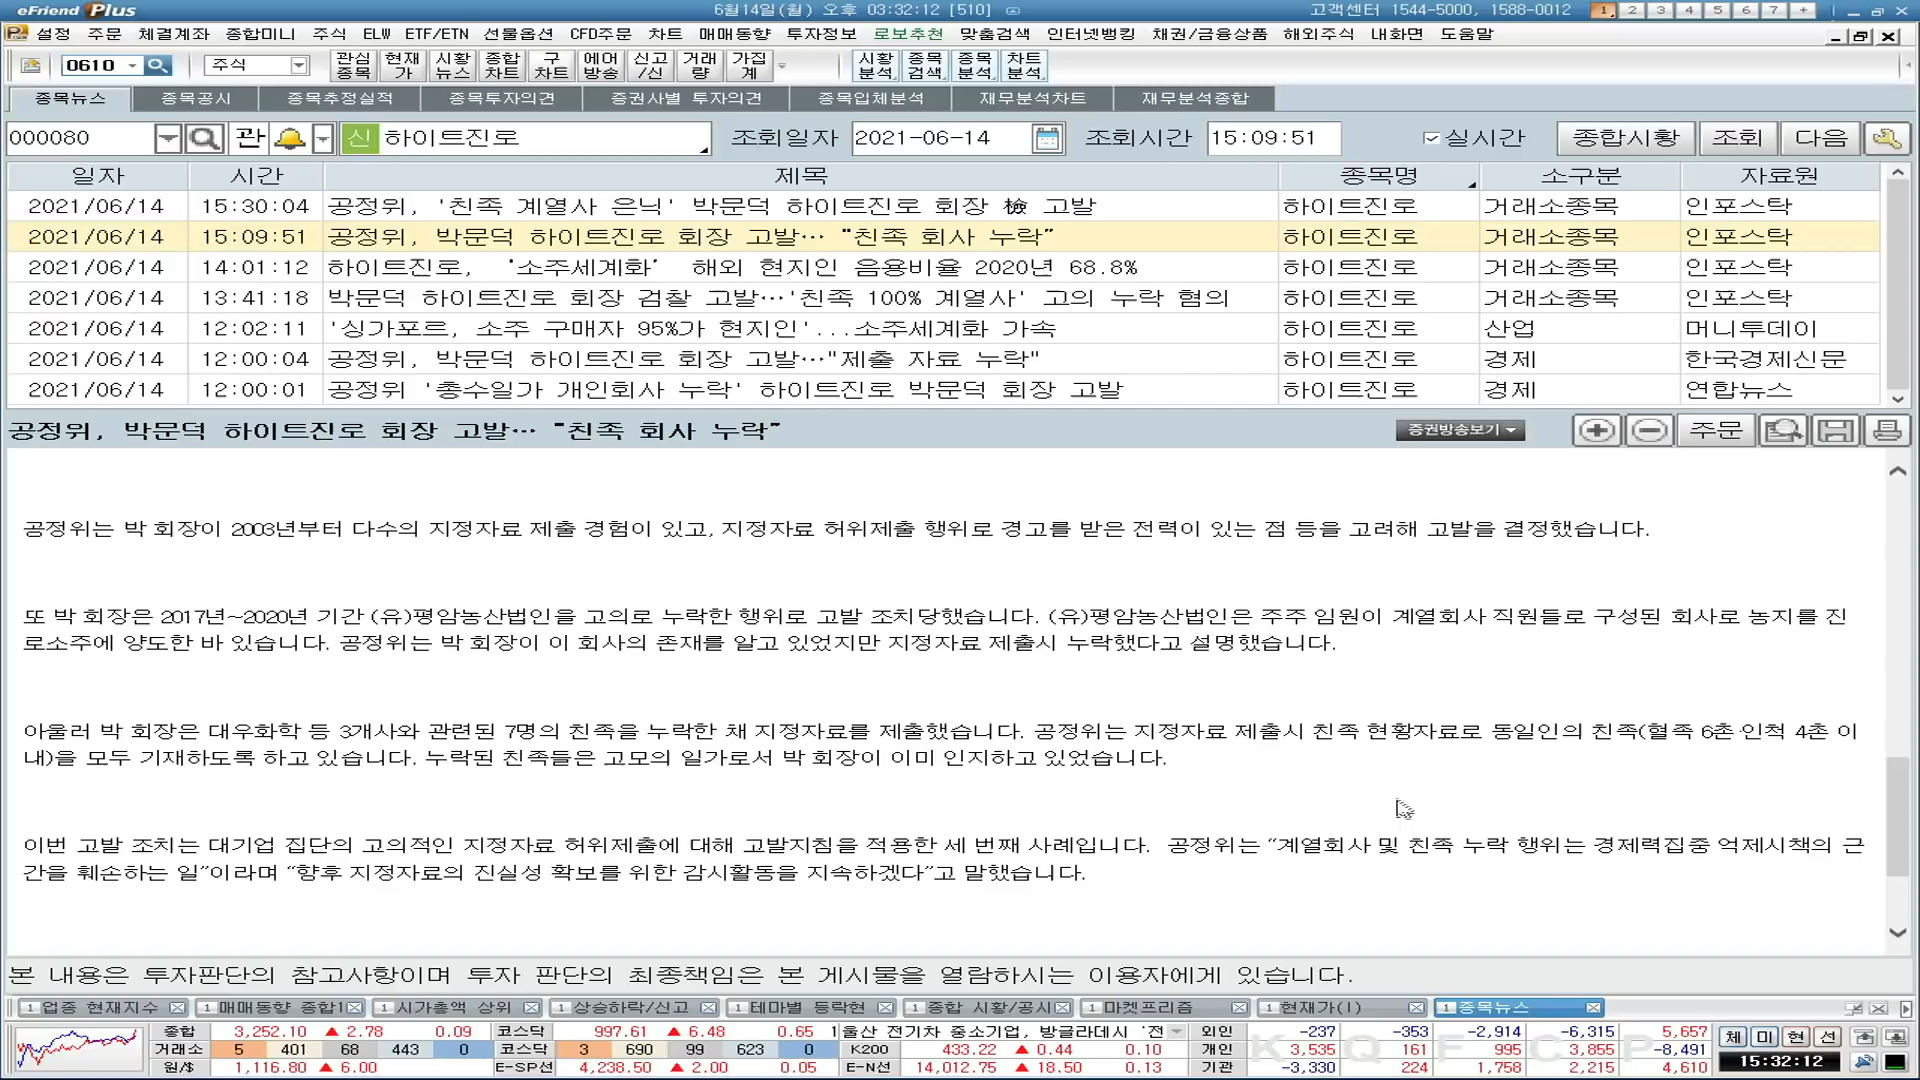 eFriend Plus 6월14일(월) 오후 03:32:12 [510] 고객센터 1544-5000, 1588-0012 1 2 3 4 5 6 7 +
설정 주문 체결계좌 종합미니 주식 ELW ETF/ETN 선물옵션 CFD주문 차트 매매동향 투자정보 로보추천 맞춤검색 인터넷뱅킹 채권/금융상품 해외주식 내화면 도움말
0610 주식 관심종목 현재가 시황뉴스 종합차트 구차트 에어방송 신고/신 거래량 가집계 시황분석 종목검색 종목분석 차트분석
종목뉴스 종목공시 종목추정실적 종목투자의견 증권사별 투자의견 종목입체분석 재무분석차트 재무분석종합
000080 관 신 하이트진로 조회일자 2021-06-14 조회시간 15:09:51 실시간 종합시황 조회 다음
일자 시간 제목 종목명 소구분 자료원
2021/06/14 15:30:04 공정위, '친족 계열사 은닉' 박문덕 하이트진로 회장 檢 고발 하이트진로 거래소종목 인포스탁
2021/06/14 15:09:51 공정위, 박문덕 하이트진로 회장 고발… "친족 회사 누락" 하이트진로 거래소종목 인포스탁
2021/06/14 14:01:12 하이트진로, '소주세계화' 해외 현지인 음용비율 2020년 68.8% 하이트진로 거래소종목 인포스탁
2021/06/14 13:41:18 박문덕 하이트진로 회장 검찰 고발…'친족 100% 계열사' 고의 누락 혐의 하이트진로 거래소종목 인포스탁
2021/06/14 12:02:11 '싱가포르, 소주 구매자 95%가 현지인'...소주세계화 가속 하이트진로 산업 머니투데이
2021/06/14 12:00:04 공정위, 박문덕 하이트진로 회장 고발…"제출 자료 누락" 하이트진로 경제 한국경제신문
2021/06/14 12:00:01 공정위 '총수일가 개인회사 누락' 하이트진로 박문덕 회장 고발 하이트진로 경제 연합뉴스
공정위, 박문덕 하이트진로 회장 고발… "친족 회사 누락" 증권방송보기 주문
공정위는 박 회장이 2003년부터 다수의 지정자료 제출 경험이 있고, 지정자료 허위제출 행위로 경고를 받은 전력이 있는 점 등을 고려해 고발을 결정했습니다.
또 박 회장은 2017년~2020년 기간 (유)평암농산법인을 고의로 누락한 행위로 고발 조치당했습니다. (유)평암농산법인은 주주 임원이 계열회사 직원들로 구성된 회사로 농지를 진
로소주에 양도한 바 있습니다. 공정위는 박 회장이 이 회사의 존재를 알고 있었지만 지정자료 제출시 누락했다고 설명했습니다.
아울러 박 회장은 대우화학 등 3개사와 관련된 7명의 친족을 누락한 채 지정자료를 제출했습니다. 공정위는 지정자료 제출시 친족 현황자료로 동일인의 친족(혈족 6촌·인척 4촌 이
내)을 모두 기재하도록 하고 있습니다. 누락된 친족들은 고모의 일가로서 박 회장이 이미 인지하고 있었습니다.
이번 고발 조치는 대기업 집단의 고의적인 지정자료 허위제출에 대해 고발지침을 적용한 세 번째 사례입니다. 공정위는 “계열회사 및 친족 누락 행위는 경제력집중 억제시책의 근
간을 훼손하는 일”이라며 “향후 지정자료의 진실성 확보를 위한 감시활동을 지속하겠다”고 말했습니다.
본 내용은 투자판단의 참고사항이며 투자 판단의 최종책임은 본 게시물을 열람하시는 이용자에게 있습니다.
1 업종 현재지수 1 매매동향 종합1 1 시가총액 상위 1 상승하락/신고 1 테마별 등락현 1 종합 시황/공시 1 마켓프리즘 1 현재가(1) 1 종목뉴스
종합 3,252.10 ▲ 2.78 0.09 코스닥 997.61 ▲ 6.48 0.65 울산 전기차 중소기업, 방글라데시 '전 외인 -237 -353 -2,914 -6,315 5,657 체 미 현 선
거래소 5 401 68 443 0 코스닥 3 690 99 623 0 K200 433.22 ▲ 0.44 0.10 개인 3,535 161 995 3,855 -8,491
원/$ 1,116.80 ▲ 6.00 E-SP선 4,238.50 ▲ 2.00 0.05 E-N선 14,012.75 ▲ 18.50 0.13 기관 -3,330 224 1,758 2,215 4,610 15:32:12
K Q F C P